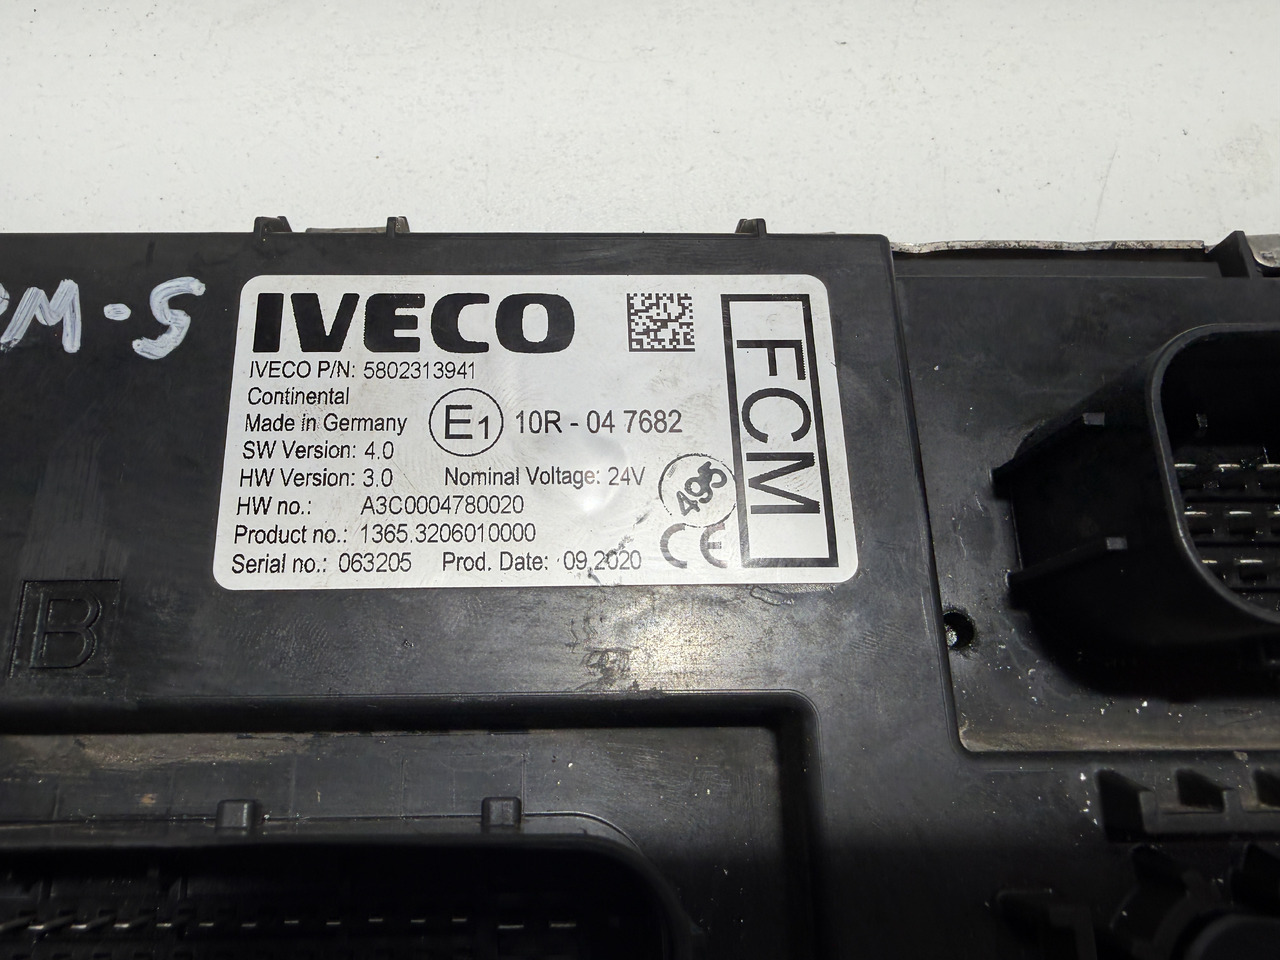 M-5
IVECO
IVECO P/N: 5802313941
Continental
Made in Germany
E1 10R - 04 7682
SW Version: 4.0
HW Version: 3.0 Nominal Voltage: 24V
HW no.: A3C0004780020
Product no.: 1365.3206010000
Serial no.: 063205 Prod. Date: 09.2020
495
CE
FCM
B